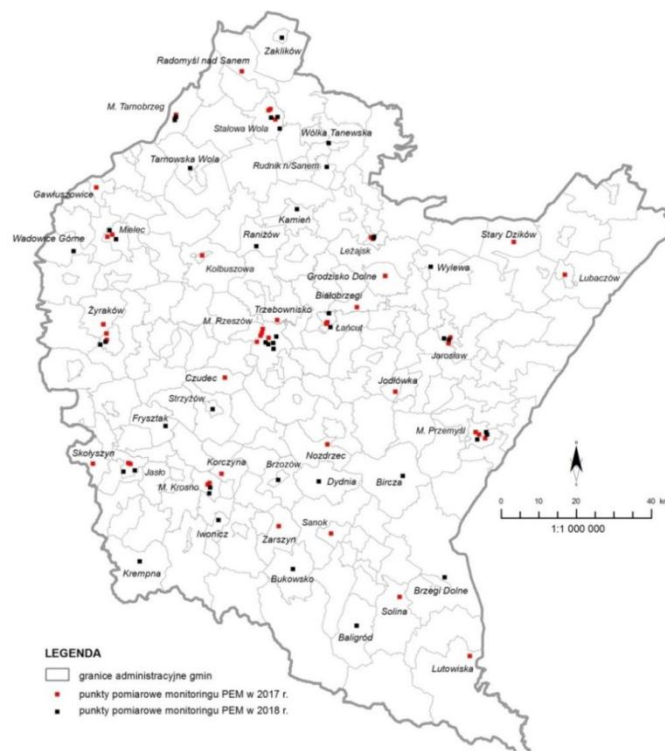 Zaklików
Radomyśl nad Sanem
M. Tarnobrzeg
Stalowa Wola
Wólka Tanewska
Tarnowska Wola
Rudnik n/Sanem
Gawłuszowice
Kamień
Mielec
Wadowice Górne
Raniżów
Leżajsk
Stary Dzików
Kolbuszowa
Grodzisko Dolne
Wylewa
Lubaczów
Białobrzegi
Żyraków
Trzebownisko
M. Rzeszów
Łańcut
Jarosław
Czudec
Jodłówka
Strzyżów
Frysztak
M. Przemyśl
Nozdrzec
Skołyszyn
Korczyna
Jasło
Brzozów
M. Krosno
Dydnia
Bircza
Iwonicz
Zarszyn
Sanok
Krempna
Bukowsko
Brzegi Dolne
Solina
Baligród
Lutowiska
0 10 20 40 km
1:1 000 000
LEGENDA
granice administracyjne gmin
punkty pomiarowe monitoringu PEM w 2017 r.
punkty pomiarowe monitoringu PEM w 2018 r.